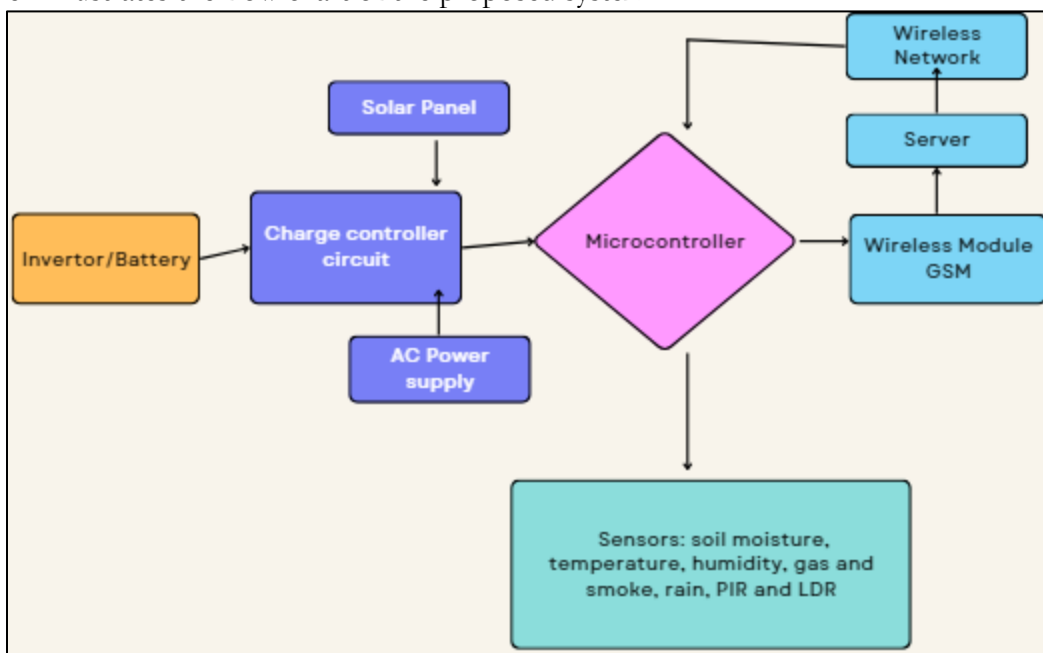 Wireless
Network
Solar Panel
Server
Charge controller
circuit
Microcontroller
Invertor/Battery
Wireless Module
GSM
AC Power
supply
Sensors: soil moisture,
temperature, humidity, gas and
smoke, rain, PIR and LDR